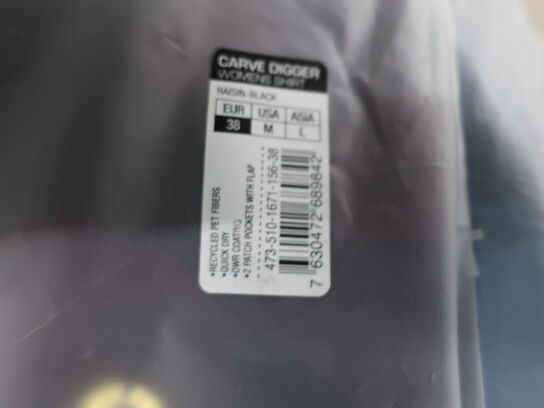 CARVE DIGGER
WOMENS SHIRT
RAISIN-BLACK
EUR USA ASIA
38 M L
•RECYCLED PET FIBERS
•QUICK DRY
•DWR COATING
•2 PATCH POCKETS WITH FLAP
473-510-1671-156-38
7 630472 689842